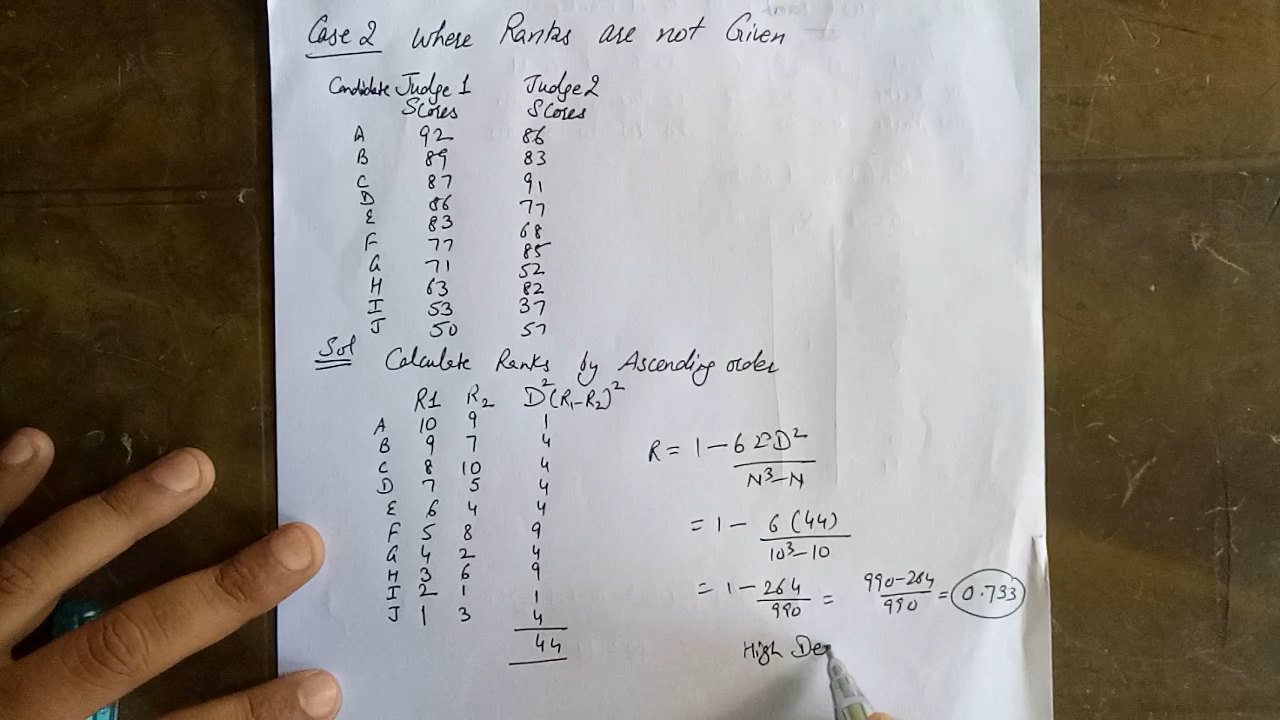 Case 2 Where Ranks are not Given
Candidate Judge 1 Scores Judge 2 Scores
A 92 86
B 89 83
C 87 91
D 86 77
E 83 68
F 77 85
G 71 52
H 63 82
I 53 37
J 50 57
Sol Calculate Ranks by Ascending order
R1 R2 D²(R1-R2)²
A 10 9 1
B 9 7 4
C 8 10 4
D 7 5 4
E 6 4 4
F 5 8 9
G 4 2 4
H 3 6 9
I 2 1 1
J 1 3 4
44
R = 1 - 6 ΣD² / N³-N
= 1 - 6 (44) / 10³-10
= 1 - 264 / 990 = 990-264 / 990 = 0.733
High De